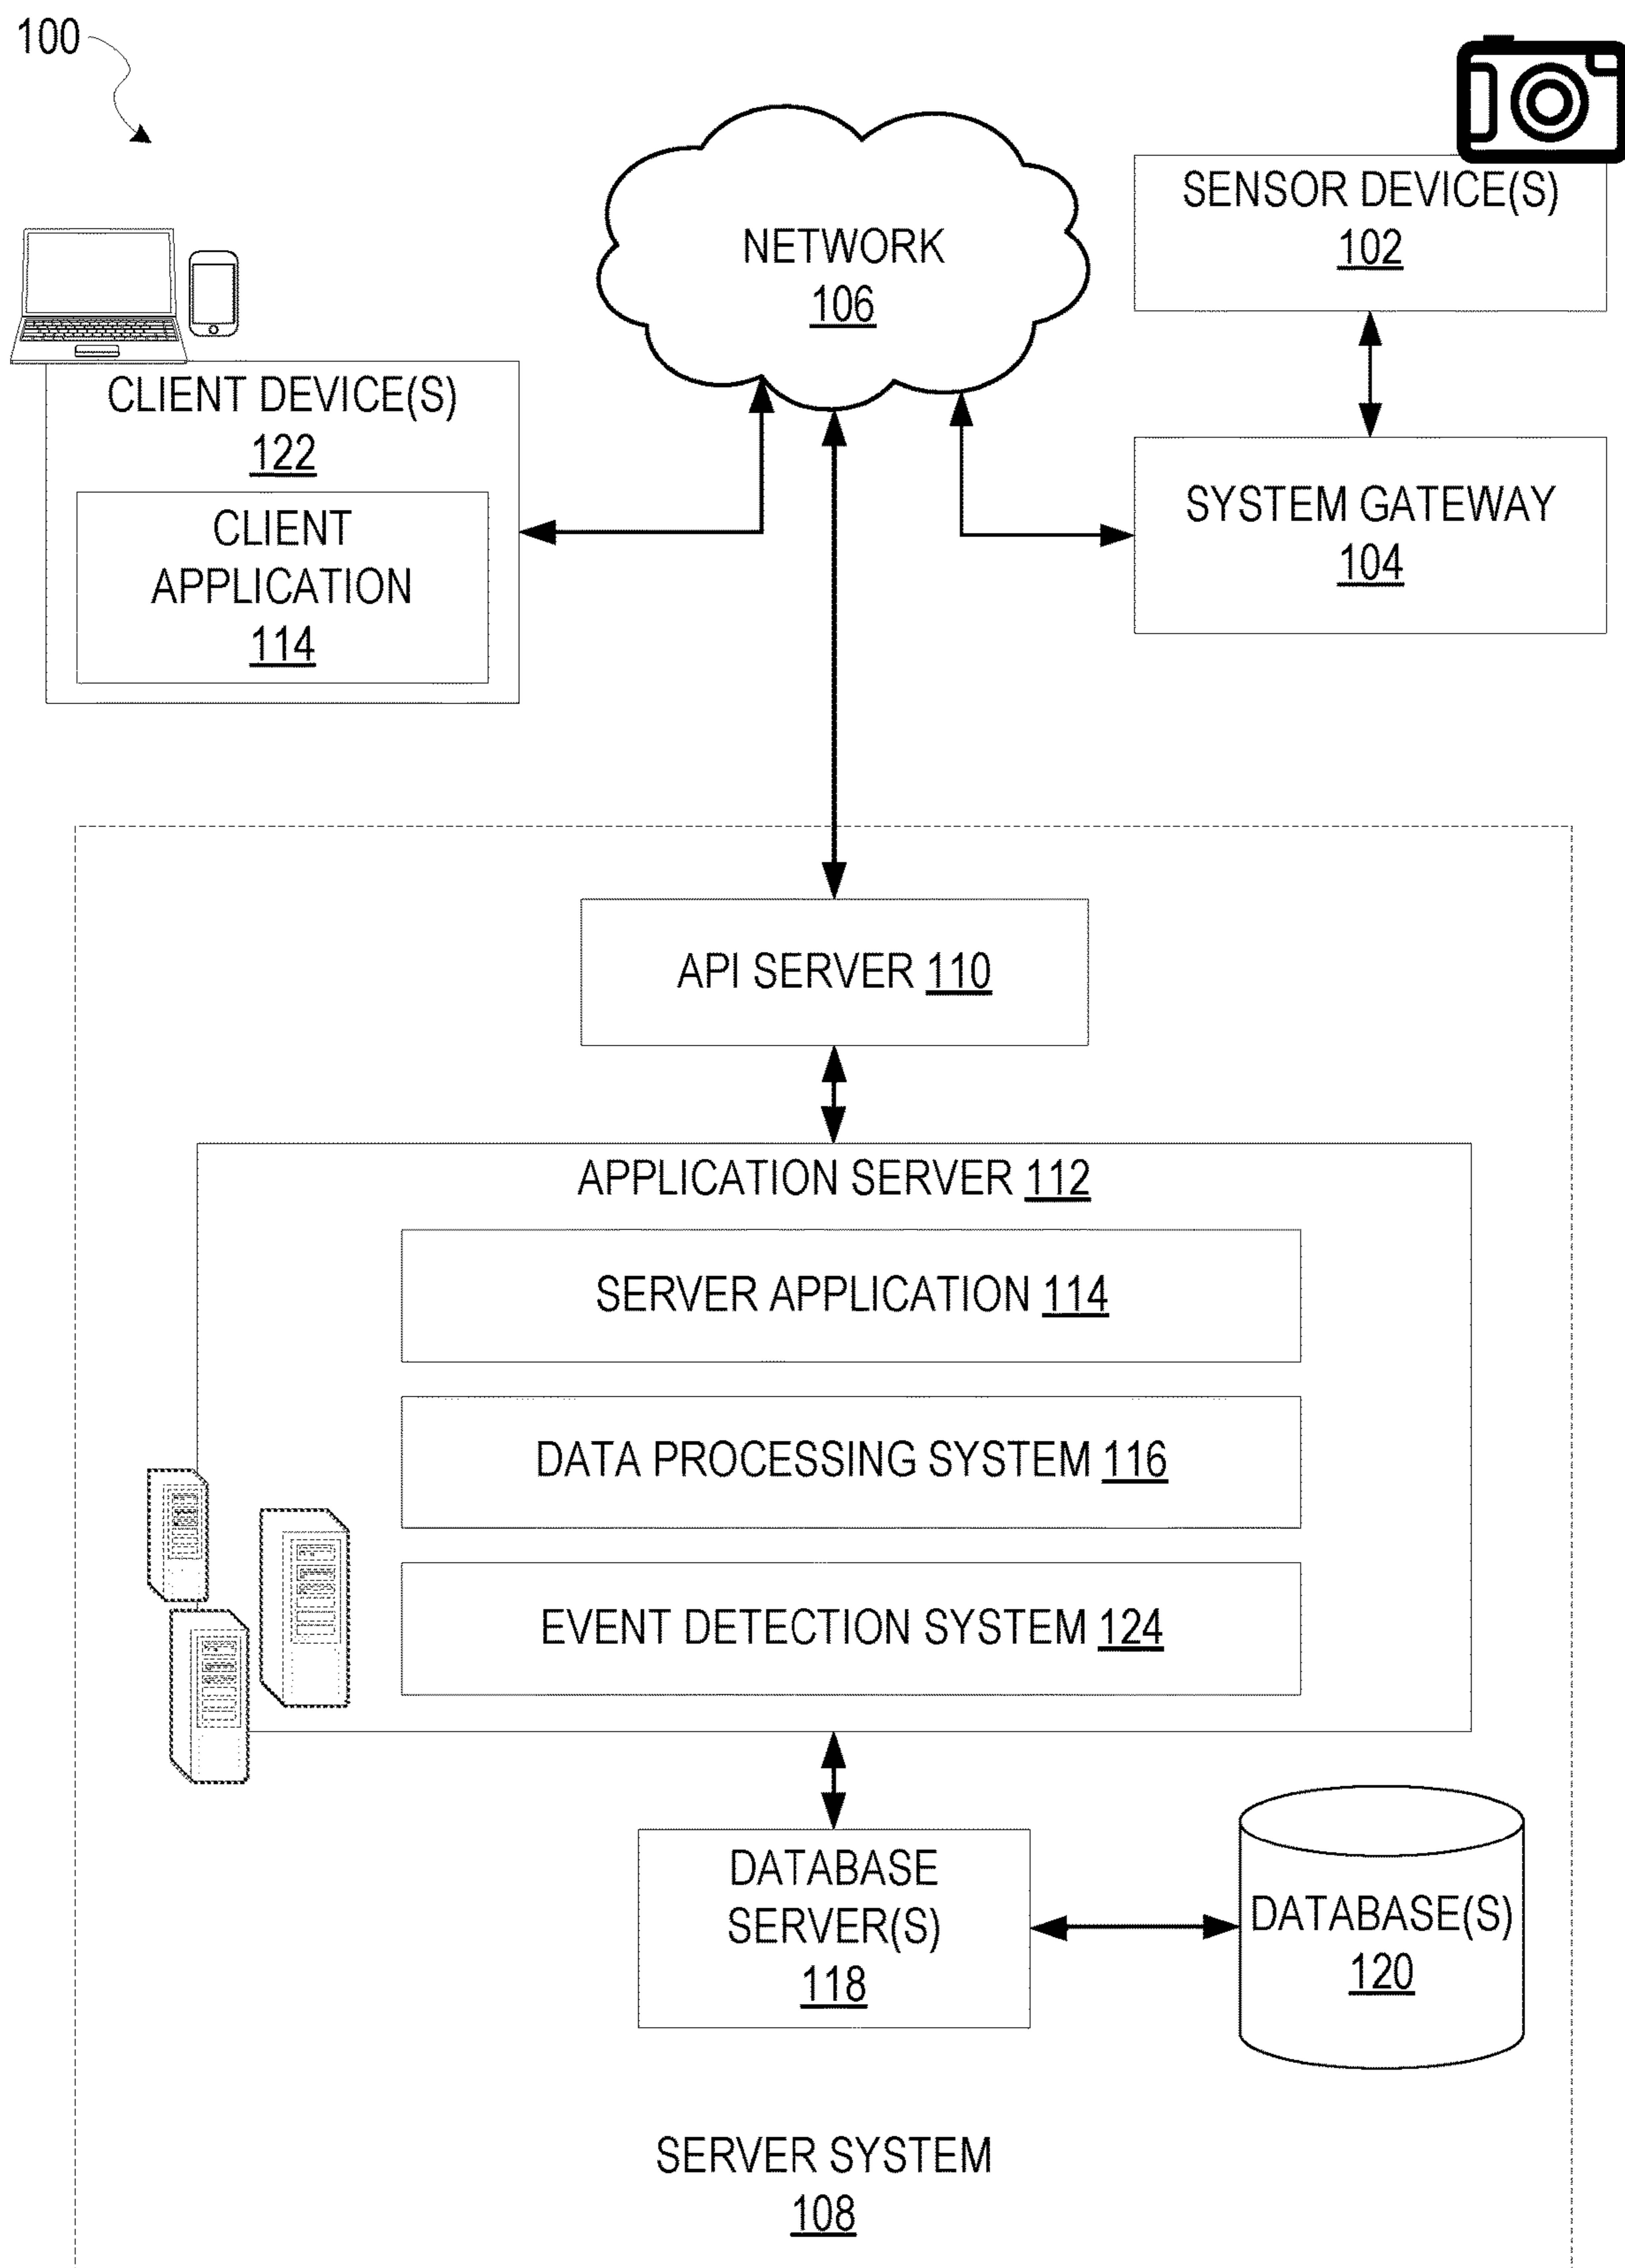 100
NETWORK
106
SENSOR DEVICE(S)
102
CLIENT DEVICE(S)
122
CLIENT
APPLICATION
114
SYSTEM GATEWAY
104
API SERVER 110
APPLICATION SERVER 112
SERVER APPLICATION 114
DATA PROCESSING SYSTEM 116
EVENT DETECTION SYSTEM 124
DATABASE
SERVER(S)
118
DATABASE(S)
120
SERVER SYSTEM
108